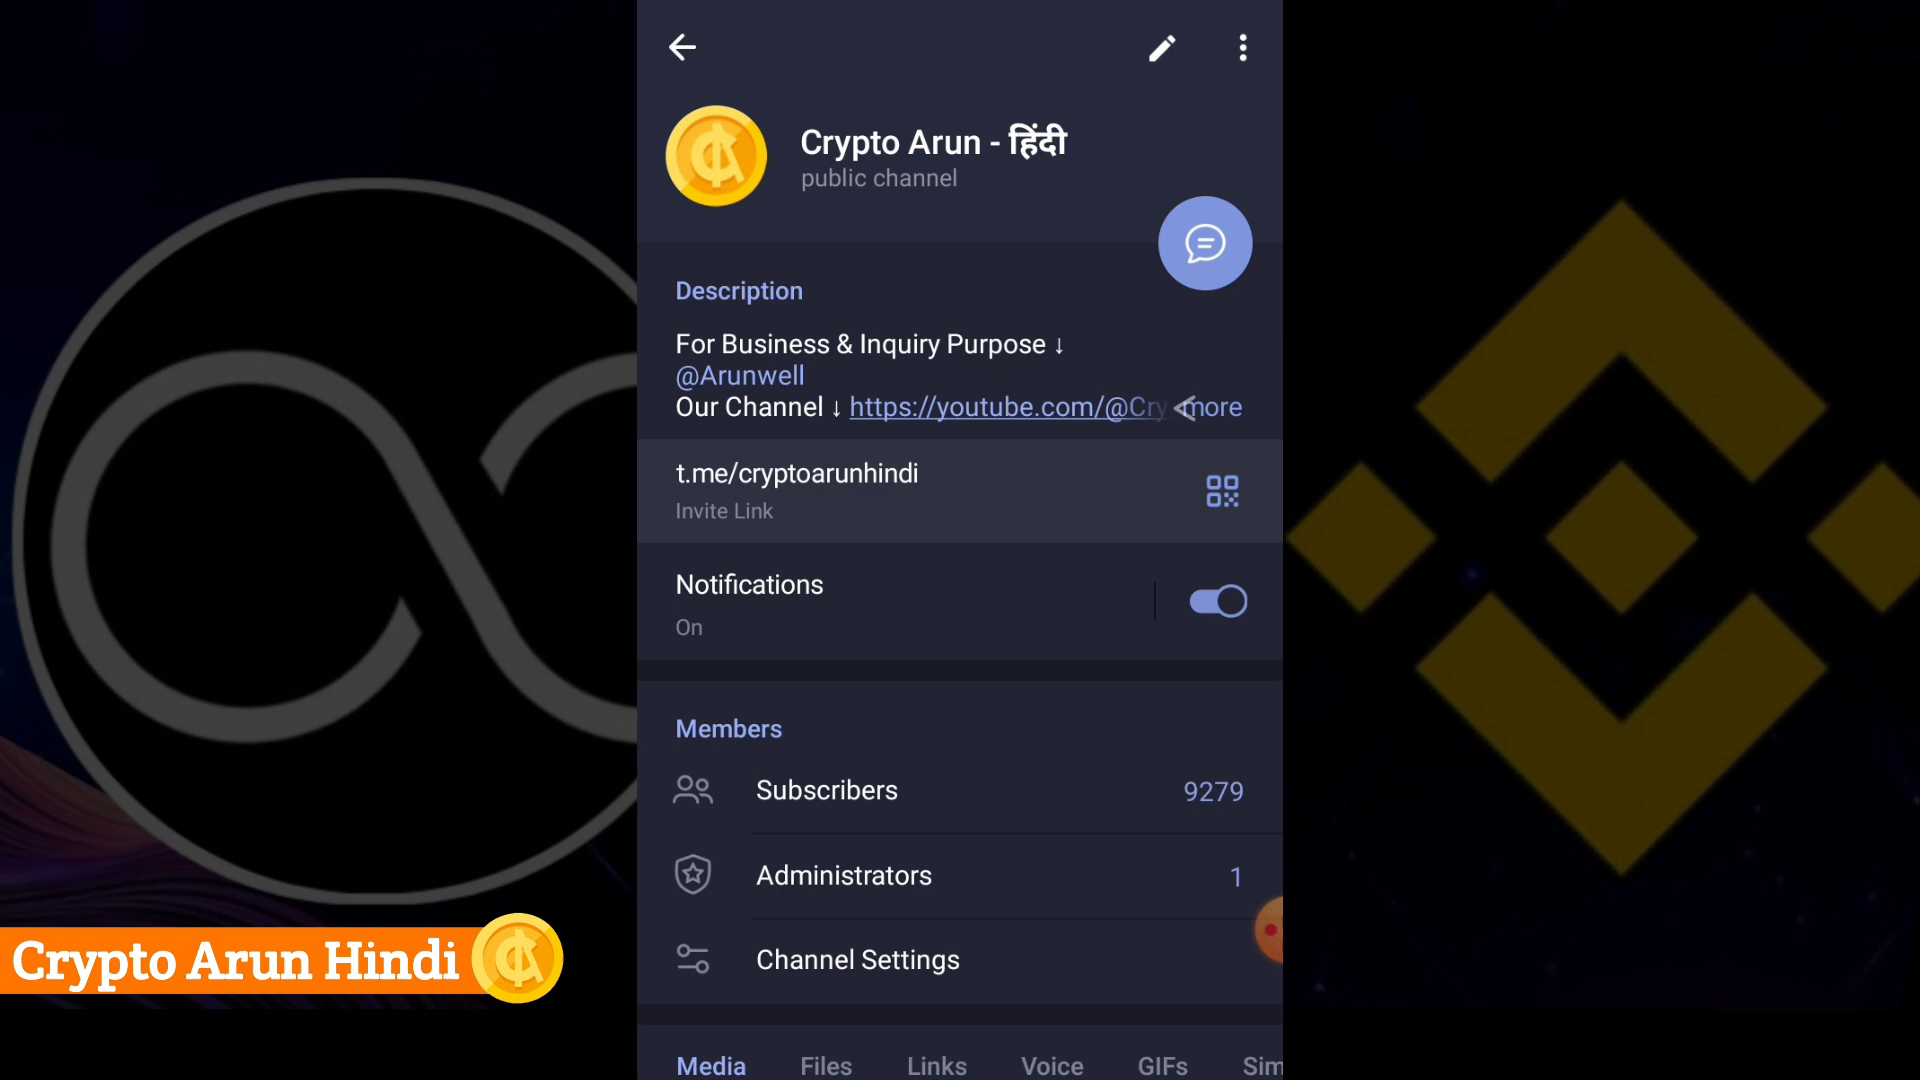 Crypto Arun - हिंदी
public channel
Description
For Business & Inquiry Purpose ↓
@Arunwell
Our Channel ↓ https://youtube.com/@Cry more
t.me/cryptoarunhindi
Invite Link
Notifications
On
Members
Subscribers 9279
Administrators 1
Channel Settings
Media Files Links Voice GIFs Sim
Crypto Arun Hindi